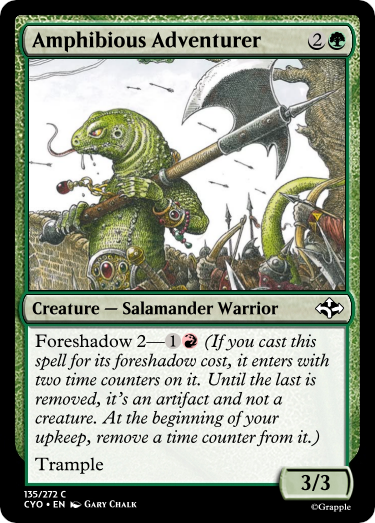 Amphibious Adventurer 2
Creature — Salamander Warrior
Foreshadow 2—1 (If you cast this
spell for its foreshadow cost, it enters with
two time counters on it. Until the last is
removed, it's an artifact and not a
creature. At the beginning of your
upkeep, remove a time counter from it.)
Trample
3/3
135/272 C
CYO • EN Gary Chalk
©Grapple